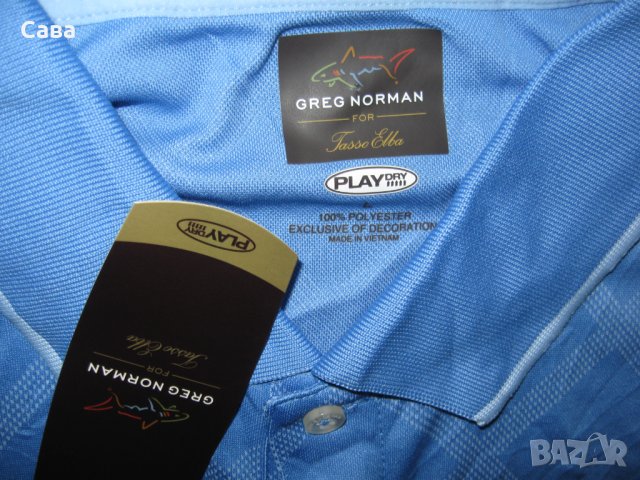 Сава
GREG NORMAN
FOR
Tasso Elba
PLAYDRY
L
100% POLYESTER
EXCLUSIVE OF DECORATION
MADE IN VIETNAM
PLAYDRY
Tasso Elba
FOR
GREG NORMAN
BAZAR